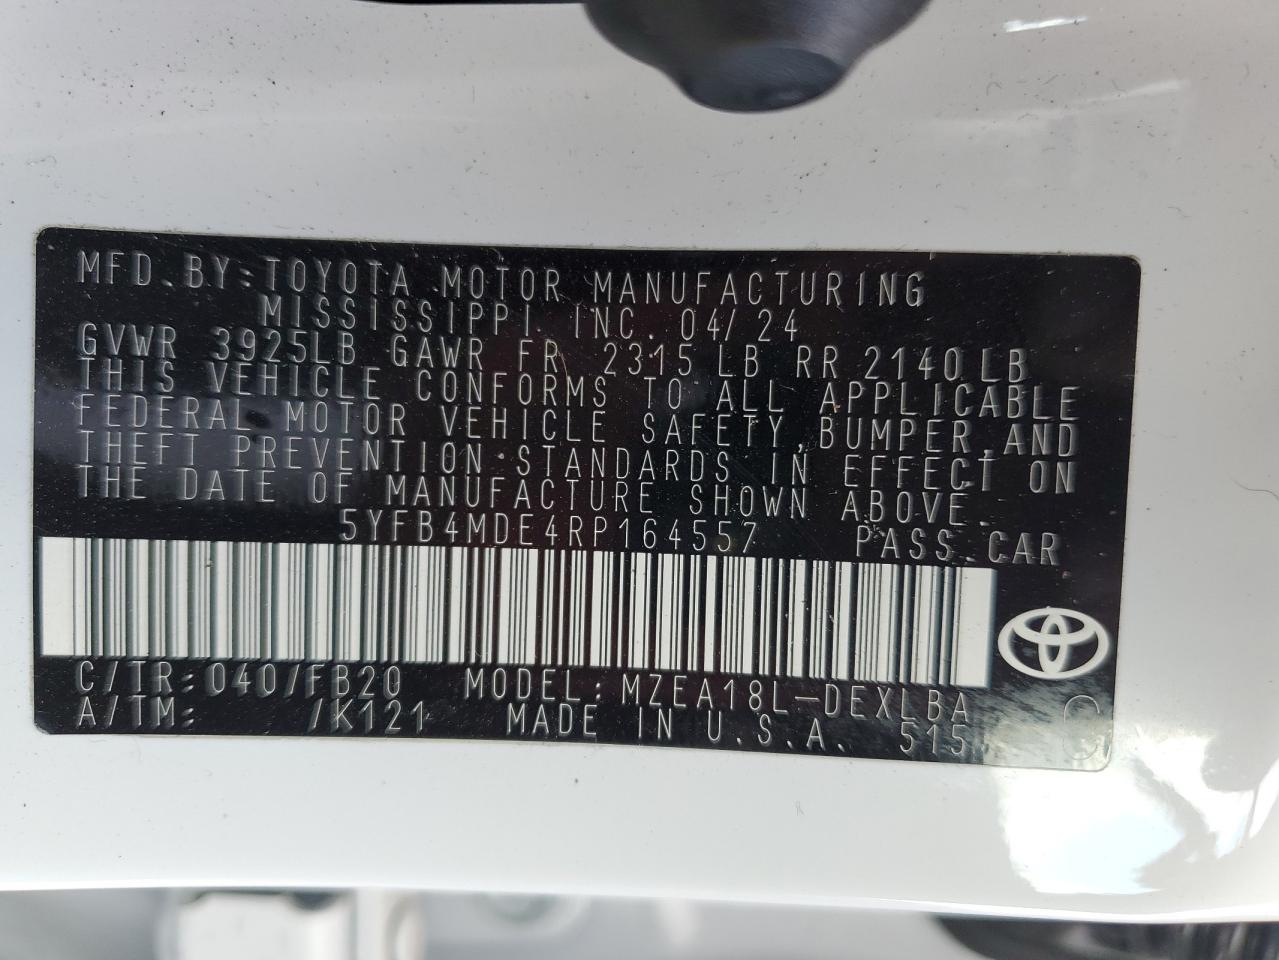 MFD.BY:TOYOTA MOTOR MANUFACTURING
MISSISSIPPI, INC. 04/24
GVWR 3925LB GAWR FR 2315 LB RR 2140LB
THIS VEHICLE CONFORMS TO ALL APPLICABLE
FEDERAL MOTOR VEHICLE SAFETY,BUMPER,AND
THEFT PREVENTION STANDARDS IN EFFECT ON
THE DATE OF MANUFACTURE SHOWN ABOVE.
5YFB4MDE4RP164557 PASS.CAR
C/TR:040/FB20 MODEL:MZEA18L-DEXLBA
A/TM: /K121 MADE IN U.S.A. 515